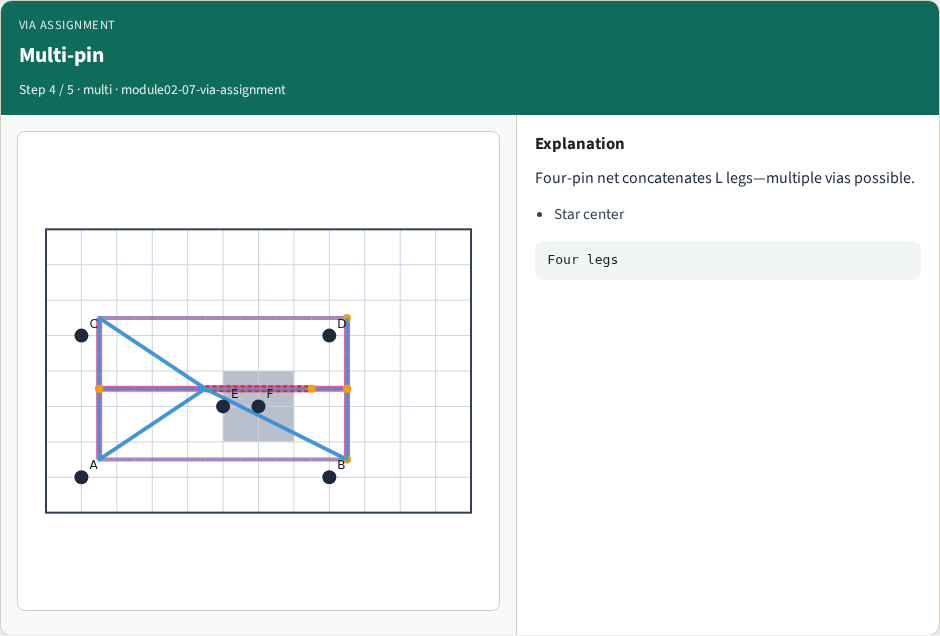 VIA ASSIGNMENT
Multi-pin
Step 4 / 5 · multi · module02-07-via-assignment
Explanation
Four-pin net concatenates L legs—multiple vias possible.
• Star center
Four legs
C
D
E
F
A
B